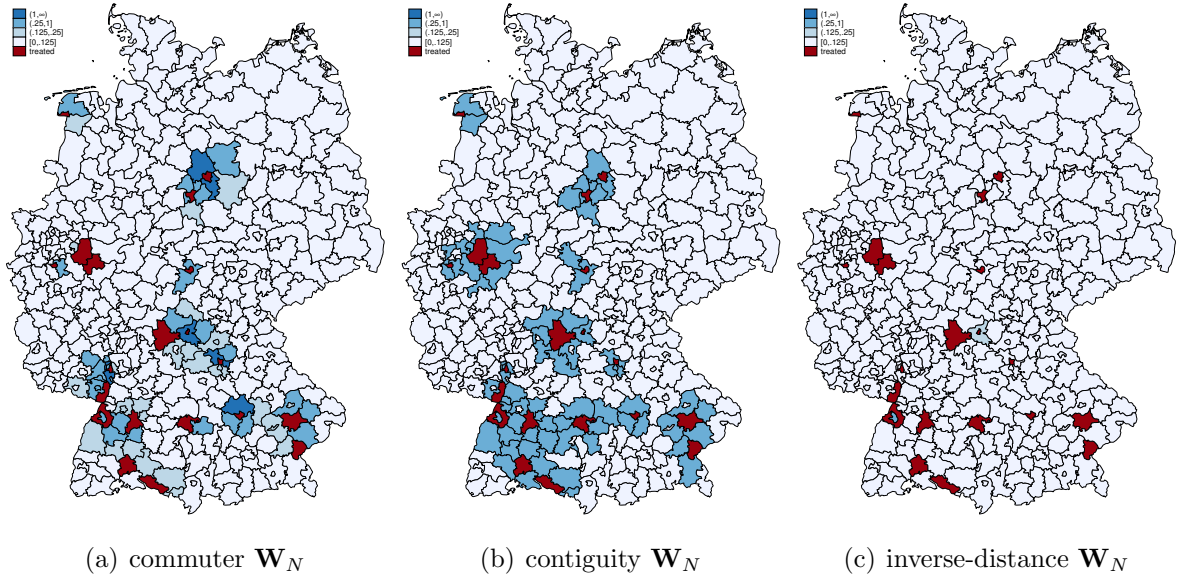 (1,∞)
(.25,1]
(.125,.25]
[0,.125]
treated
(1,∞)
(.25,1]
(.125,.25]
[0,.125]
treated
(1,∞)
(.25,1]
(.125,.25]
[0,.125]
treated
(a) commuter W_N
(b) contiguity W_N
(c) inverse-distance W_N